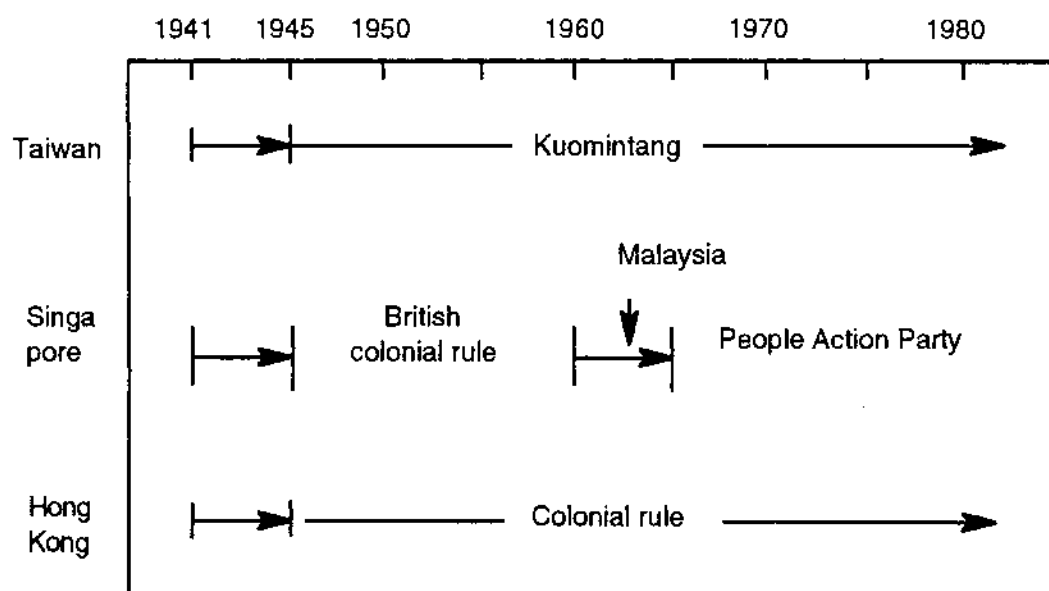 1941 1945 1950 1960 1970 1980
Taiwan Kuomintang
Malaysia
Singa
pore
British
colonial rule
People Action Party
Hong
Kong
Colonial rule